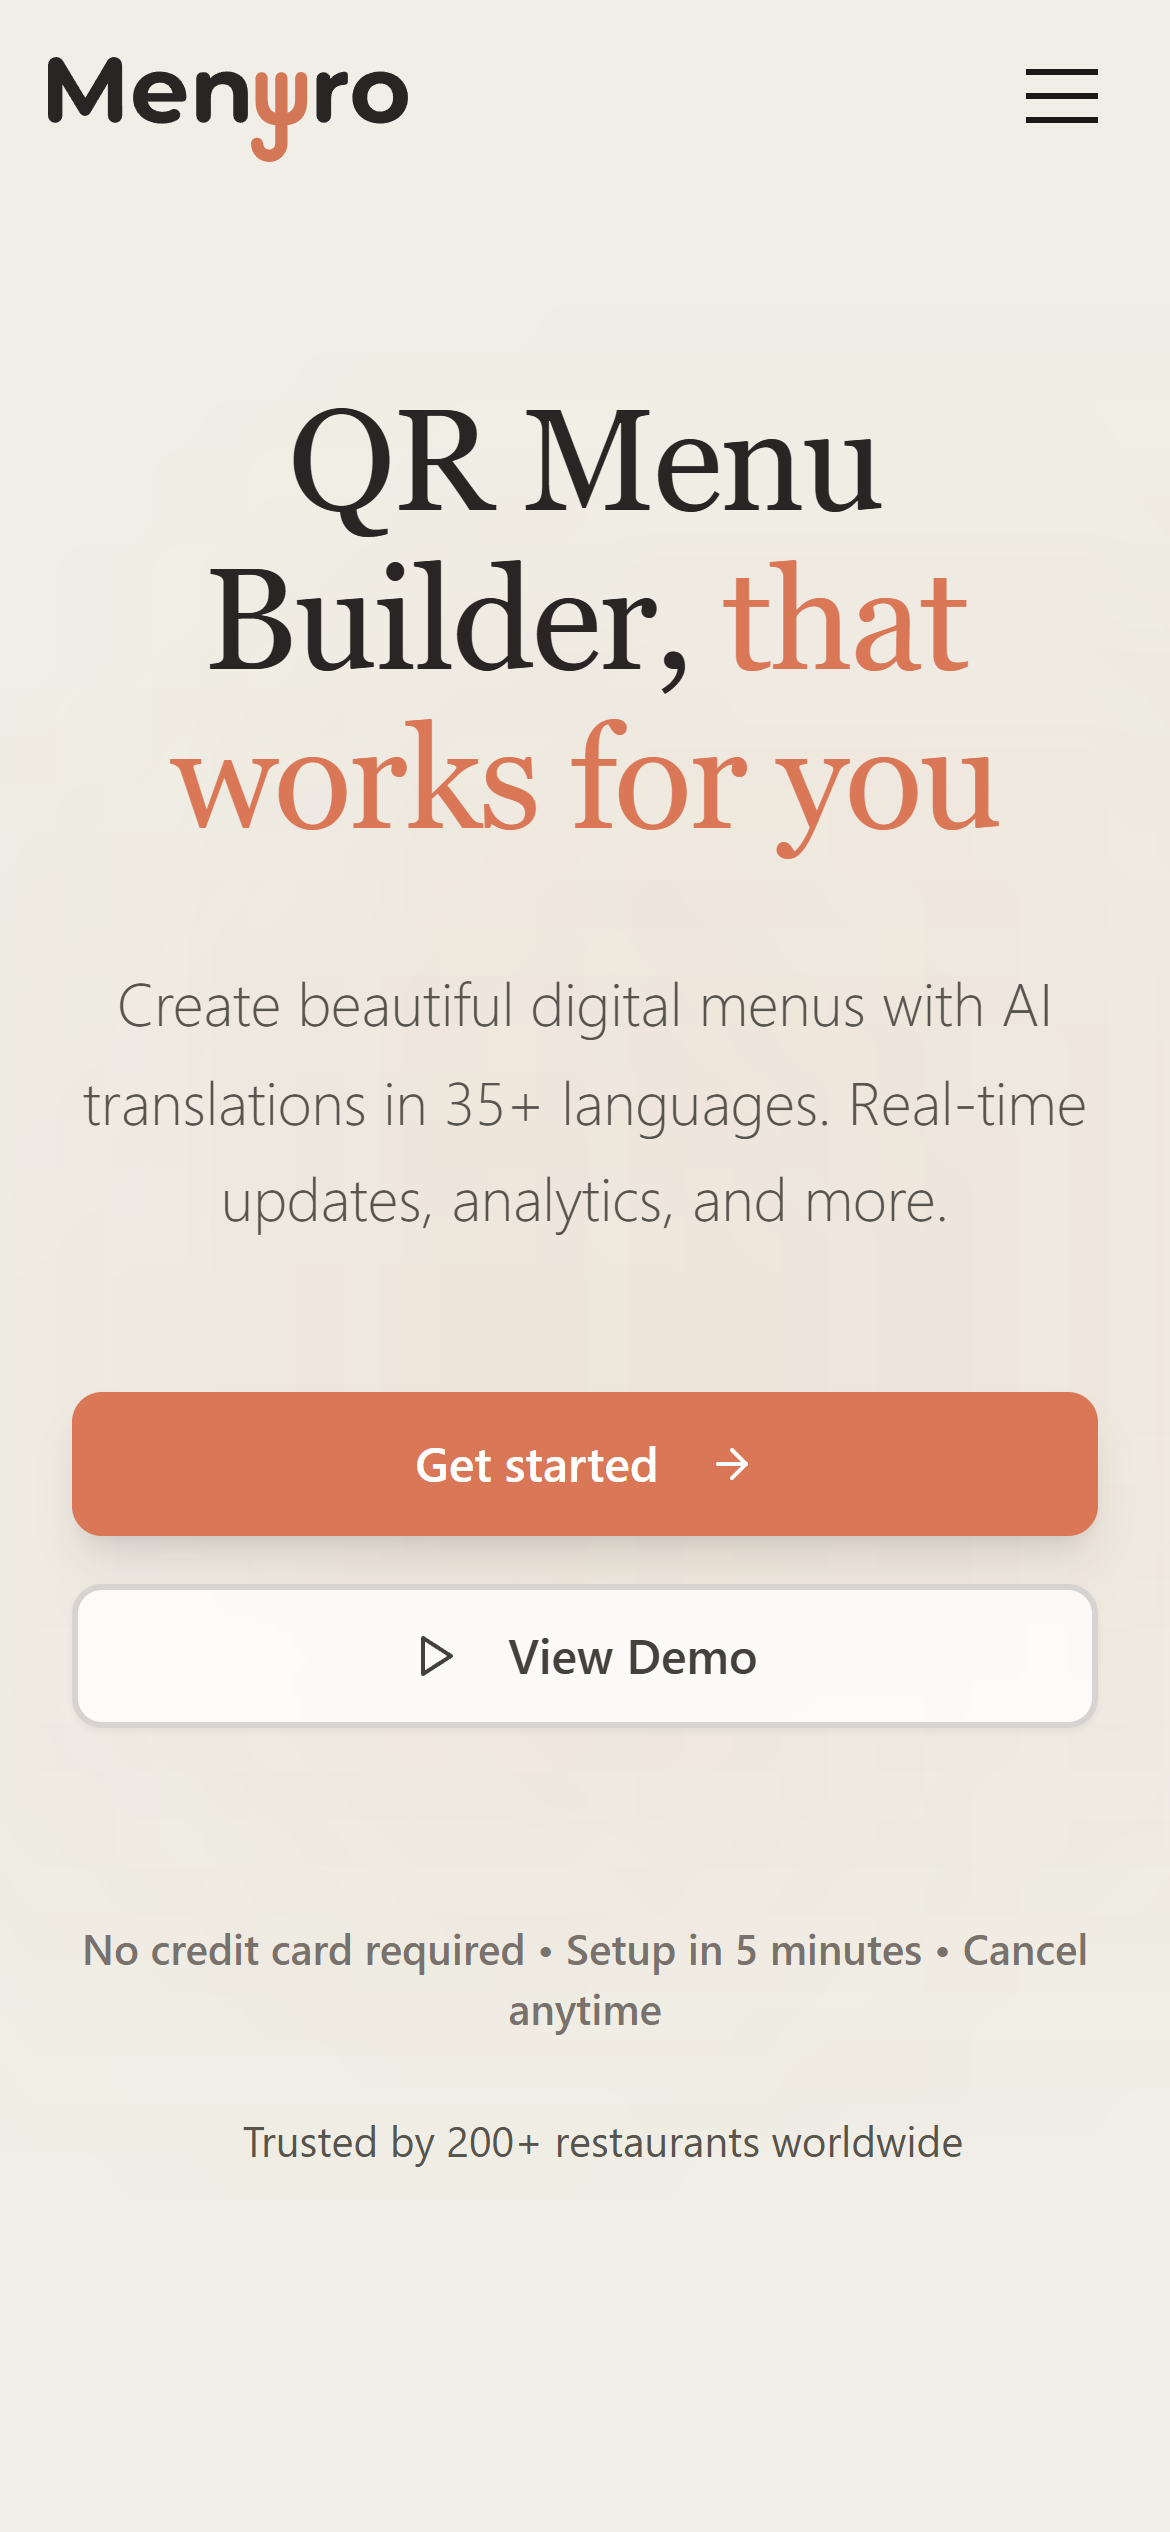 Menyro
QR Menu
Builder, that
works for you
Create beautiful digital menus with AI
translations in 35+ languages. Real-time
updates, analytics, and more.
Get started →
View Demo
No credit card required • Setup in 5 minutes • Cancel
anytime
Trusted by 200+ restaurants worldwide